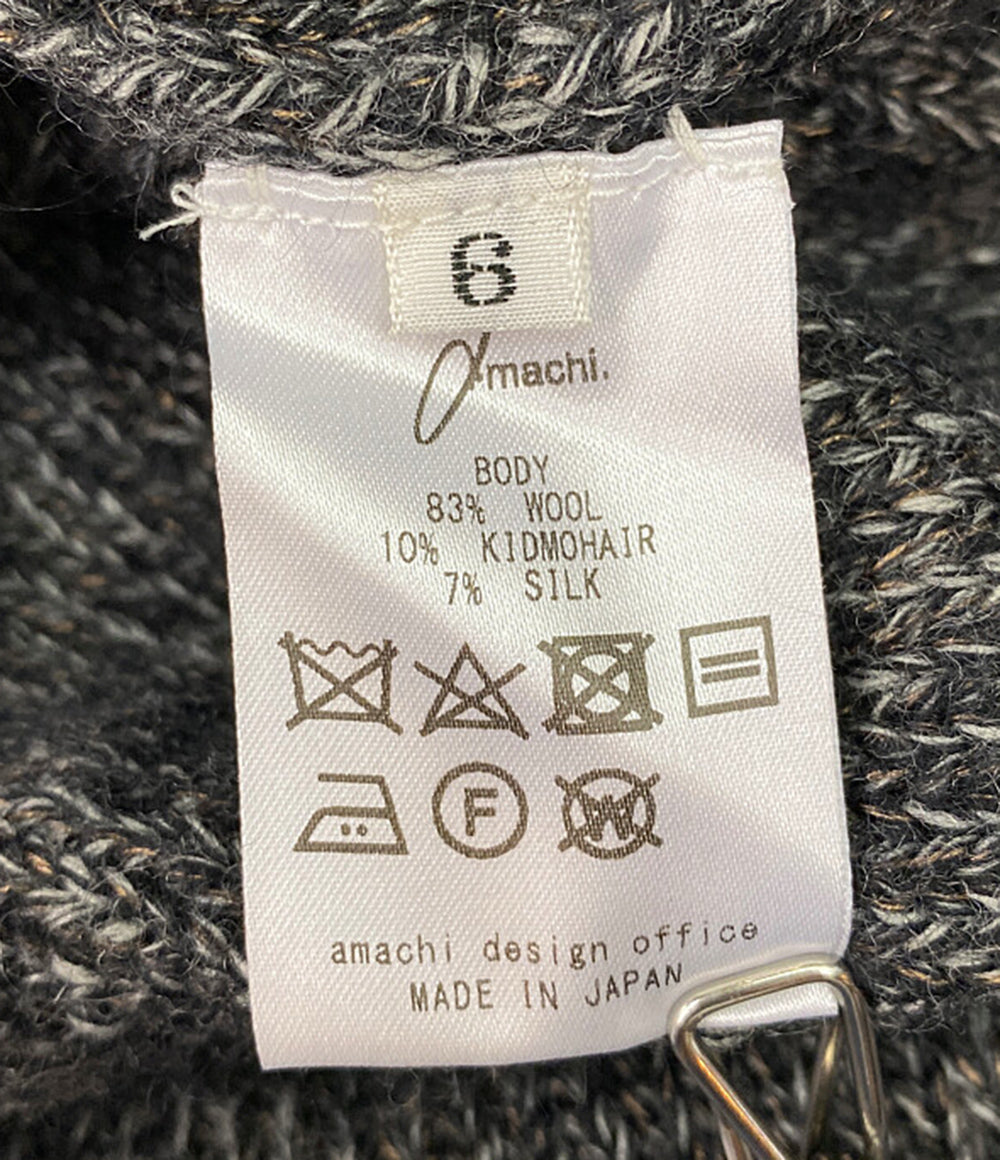 6
amachi.
BODY
83% WOOL
10% KIDMOHAIR
7% SILK
F
W
amachi design office
MADE IN JAPAN